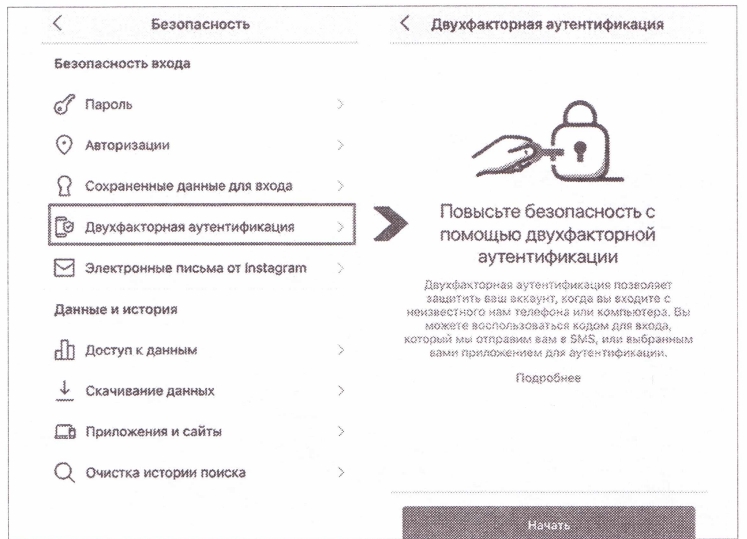 Безопасность
Безопасность входа
Пароль
Авторизации
Сохраненные данные для входа
Двухфакторная аутентификация
Электронные письма от Instagram
Данные и история
Доступ к данным
Скачивание данных
Приложения и сайты
Очистка истории поиска
Двухфакторная аутентификация
Повысьте безопасность с
помощью двухфакторной
аутентификации
Двухфакторная аутентификация позволяет
защитить ваш аккаунт, когда вы входите с
неизвестного нам телефона или компьютера. Вы
можете воспользоваться кодом для входа,
который мы отправим вам в SMS, или выбранным
вами приложением для аутентификации.
Подробнее
Начать